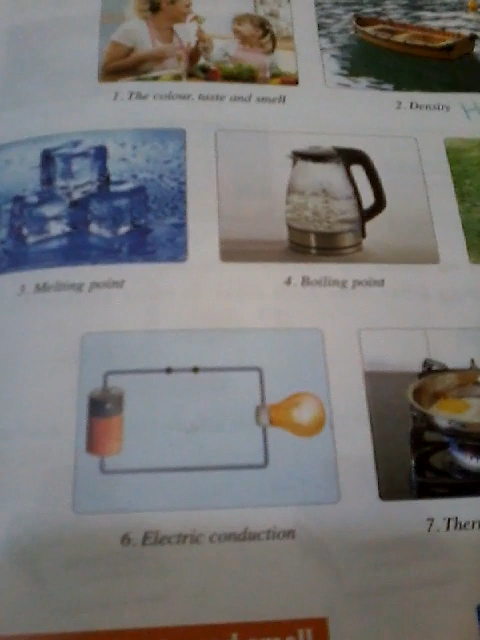 1. The colour, taste and smell
2. Density
3. Melting point
4. Boiling point
6. Electric conduction
7. Ther
smell